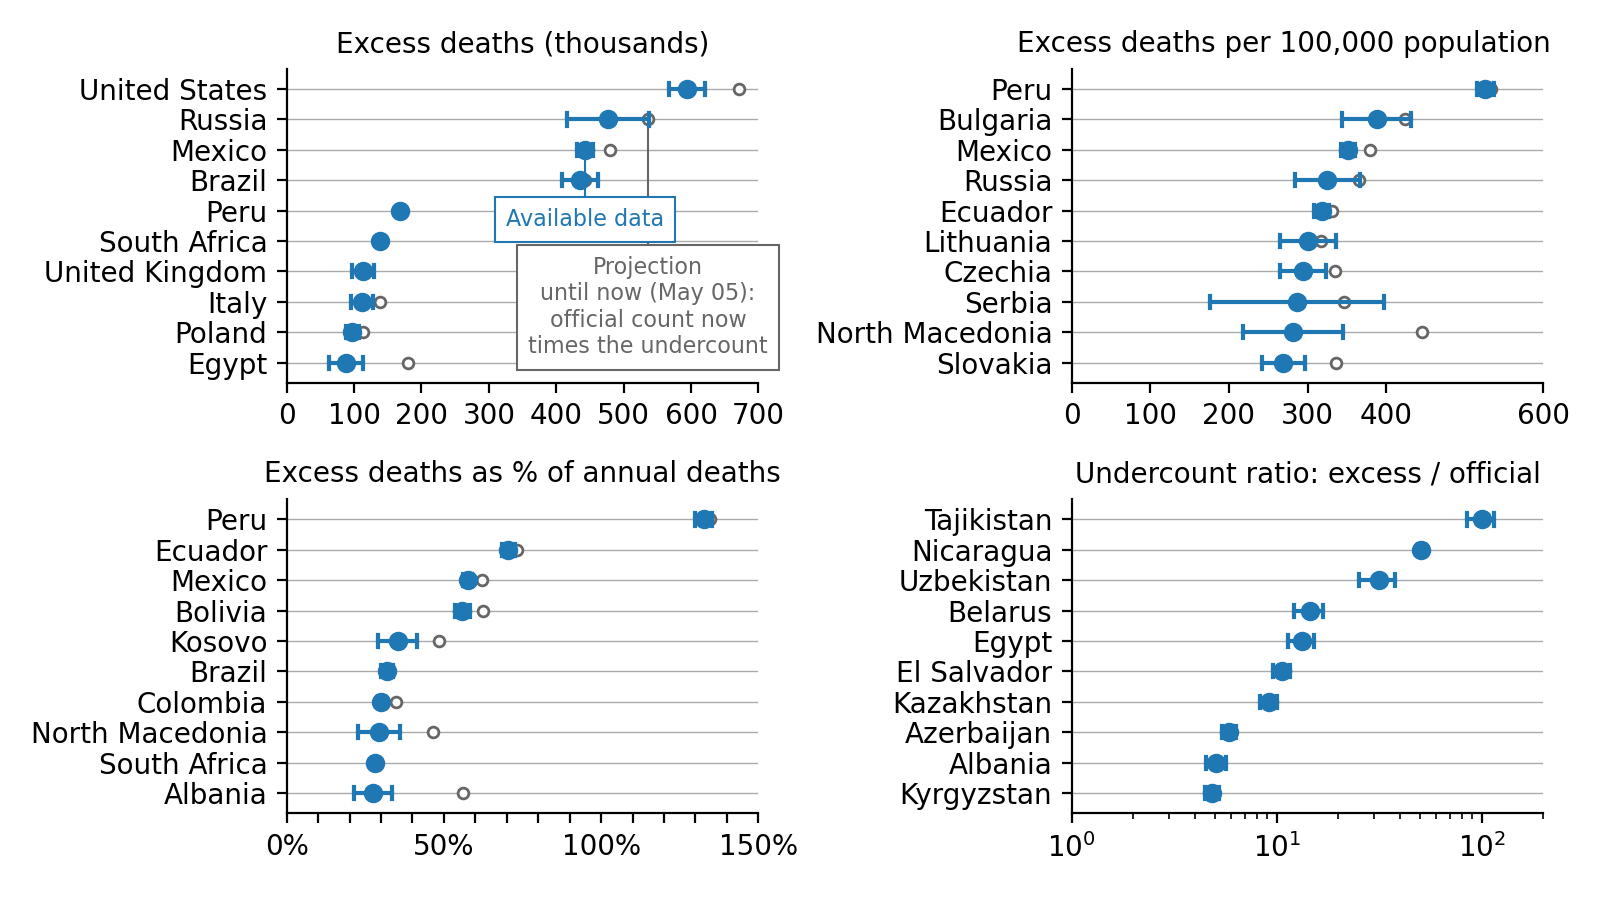 Excess deaths (thousands)
United States
Russia
Mexico
Brazil
Peru
South Africa
United Kingdom
Italy
Poland
Egypt
Available data
Projection
until now (May 05):
official count now
times the undercount
0 100 200 300 400 500 600 700
Excess deaths per 100,000 population
Peru
Bulgaria
Mexico
Russia
Ecuador
Lithuania
Czechia
Serbia
North Macedonia
Slovakia
0 100 200 300 400 600
Excess deaths as % of annual deaths
Peru
Ecuador
Mexico
Bolivia
Kosovo
Brazil
Colombia
North Macedonia
South Africa
Albania
0% 50% 100% 150%
Undercount ratio: excess / official
Tajikistan
Nicaragua
Uzbekistan
Belarus
Egypt
El Salvador
Kazakhstan
Azerbaijan
Albania
Kyrgyzstan
10⁰ 10¹ 10²